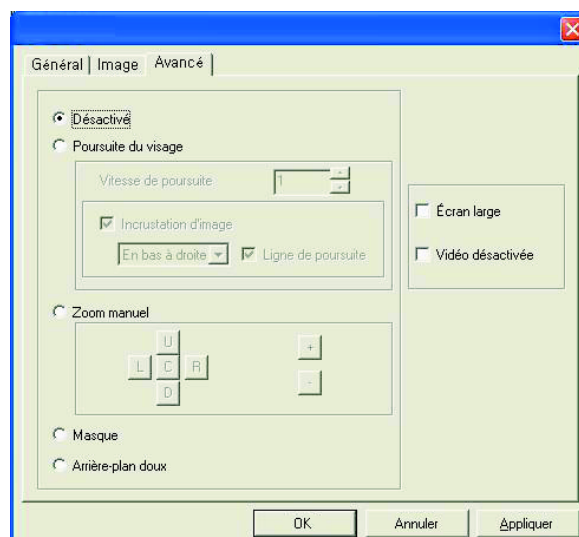 Général | Image Avancé
Désactivé
Poursuite du visage
Vitesse de poursuite 1
Incrustation d'image
En bas à droite Ligne de poursuite
Écran large
Vidéo désactivée
Zoom manuel
U
L C R
D
+
-
Masque
Arrière-plan doux
OK Annuler Appliquer